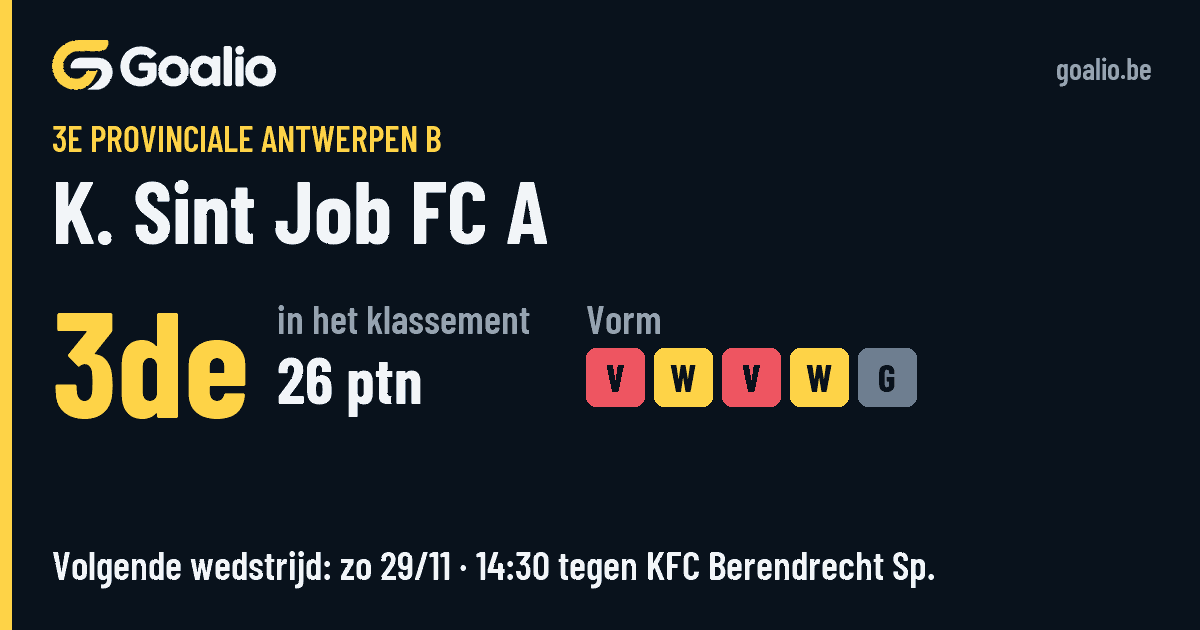 Goalio
goalio.be
3E PROVINCIALE ANTWERPEN B
K. Sint Job FC A
3de
in het klassement
26 ptn
Vorm
V W V W G
Volgende wedstrijd: zo 29/11 · 14:30 tegen KFC Berendrecht Sp.